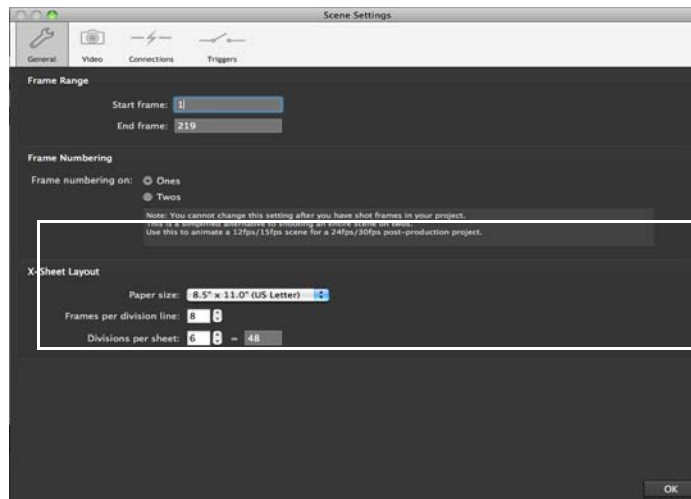 Scene Settings
General Video Connections Triggers
Frame Range
Start frame: 1
End frame: 219
Frame Numbering
Frame numbering on: Ones
Twos
Note: You cannot change this setting after you have shot frames in your project.
This is a simplified alternative to shooting an entire scene on twos.
Use this to animate a 12fps/15fps scene for a 24fps/30fps post-production project.
X-Sheet Layout
Paper size: 8.5" x 11.0" (US Letter)
Frames per division line: 8
Divisions per sheet: 6 = 48
OK